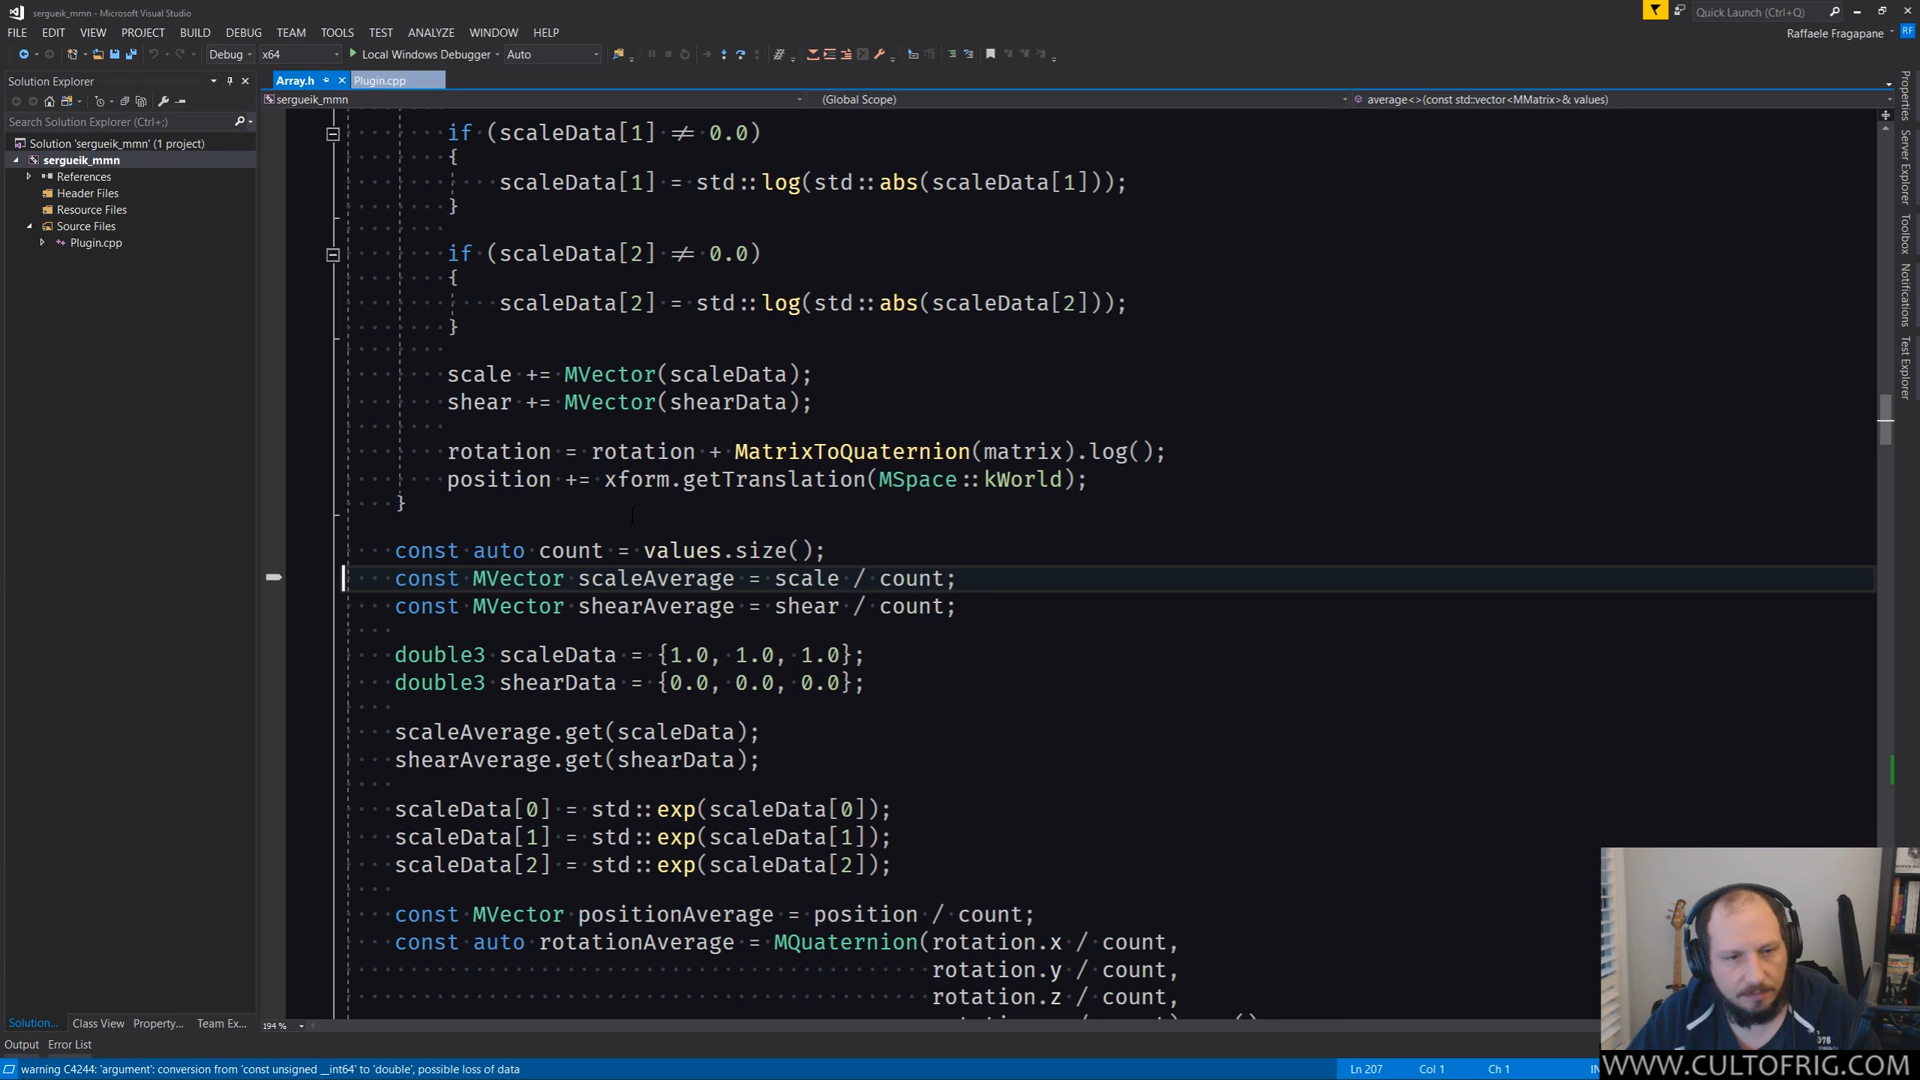 sergueik_mmn - Microsoft Visual Studio
Quick Launch (Ctrl+Q)
FILE EDIT VIEW PROJECT BUILD DEBUG TEAM TOOLS TEST ANALYZE WINDOW HELP
Raffaele Fragapane RF
Debug x64 Local Windows Debugger Auto
Solution Explorer
Array.h Plugin.cpp
sergueik_mmn (Global Scope) average<>(const std::vector<MMatrix>& values)
Search Solution Explorer (Ctrl+;)
Solution 'sergueik_mmn' (1 project)
sergueik_mmn
References
Header Files
Resource Files
Source Files
Plugin.cpp
if (scaleData[1] ≠ 0.0)
{
scaleData[1] = std::log(std::abs(scaleData[1]));
}
if (scaleData[2] ≠ 0.0)
{
scaleData[2] = std::log(std::abs(scaleData[2]));
}
scale += MVector(scaleData);
shear += MVector(shearData);
rotation = rotation + MatrixToQuaternion(matrix).log();
position += xform.getTranslation(MSpace::kWorld);
}
const auto count = values.size();
const MVector scaleAverage = scale / count;
const MVector shearAverage = shear / count;
double3 scaleData = {1.0, 1.0, 1.0};
double3 shearData = {0.0, 0.0, 0.0};
scaleAverage.get(scaleData);
shearAverage.get(shearData);
scaleData[0] = std::exp(scaleData[0]);
scaleData[1] = std::exp(scaleData[1]);
scaleData[2] = std::exp(scaleData[2]);
const MVector positionAverage = position / count;
const auto rotationAverage = MQuaternion(rotation.x / count,
rotation.y / count,
rotation.z / count,
Properties
Server Explorer
Toolbox
Notifications
Test Explorer
Solution... Class View Property... Team Ex...
194 %
Output Error List
warning C4244: 'argument': conversion from 'const unsigned __int64' to 'double', possible loss of data
Ln 207 Col 1 Ch 1
WWW.CULTOFRIG.COM